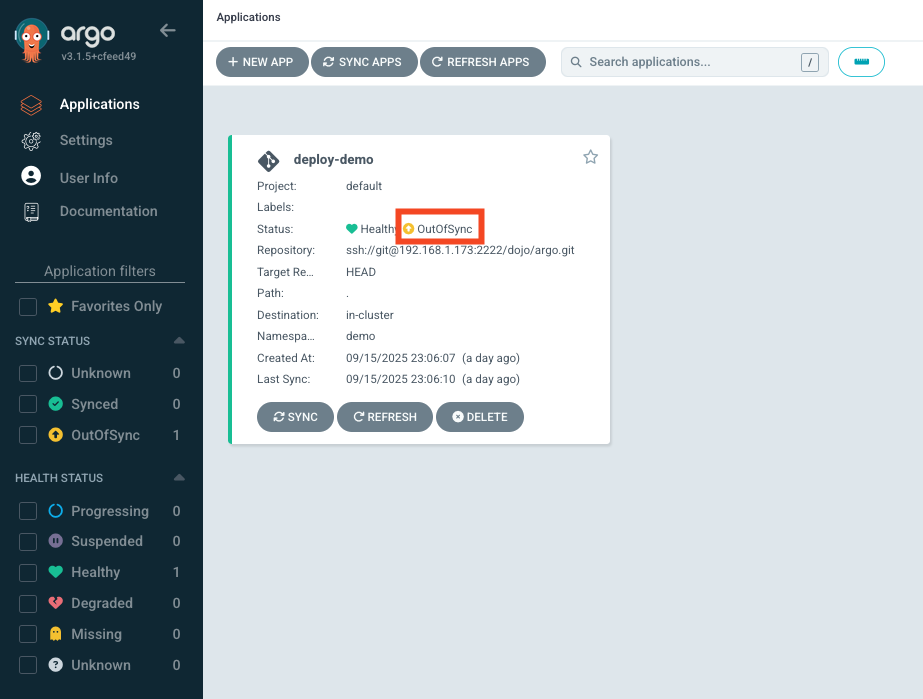 argo
v3.1.5+cfeed49
Applications
Settings
User Info
Documentation
Application filters
Favorites Only
SYNC STATUS
Unknown 0
Synced 0
OutOfSync 1
HEALTH STATUS
Progressing 0
Suspended 0
Healthy 1
Degraded 0
Missing 0
Unknown 0
Applications
+ NEW APP SYNC APPS REFRESH APPS Search applications... /
deploy-demo
Project: default
Labels:
Status: Healthy OutOfSync
Repository: ssh://git@192.168.1.173:2222/dojo/argo.git
Target Re... HEAD
Path: .
Destination: in-cluster
Namespa... demo
Created At: 09/15/2025 23:06:07 (a day ago)
Last Sync: 09/15/2025 23:06:10 (a day ago)
SYNC REFRESH DELETE